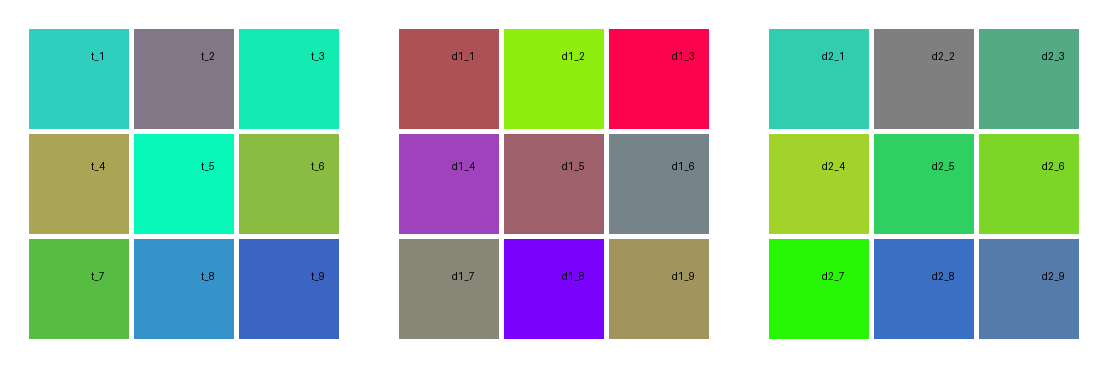 t_1 t_2 t_3 d1_1 d1_2 d1_3 d2_1 d2_2 d2_3
t_4 t_5 t_6 d1_4 d1_5 d1_6 d2_4 d2_5 d2_6
t_7 t_8 t_9 d1_7 d1_8 d1_9 d2_7 d2_8 d2_9